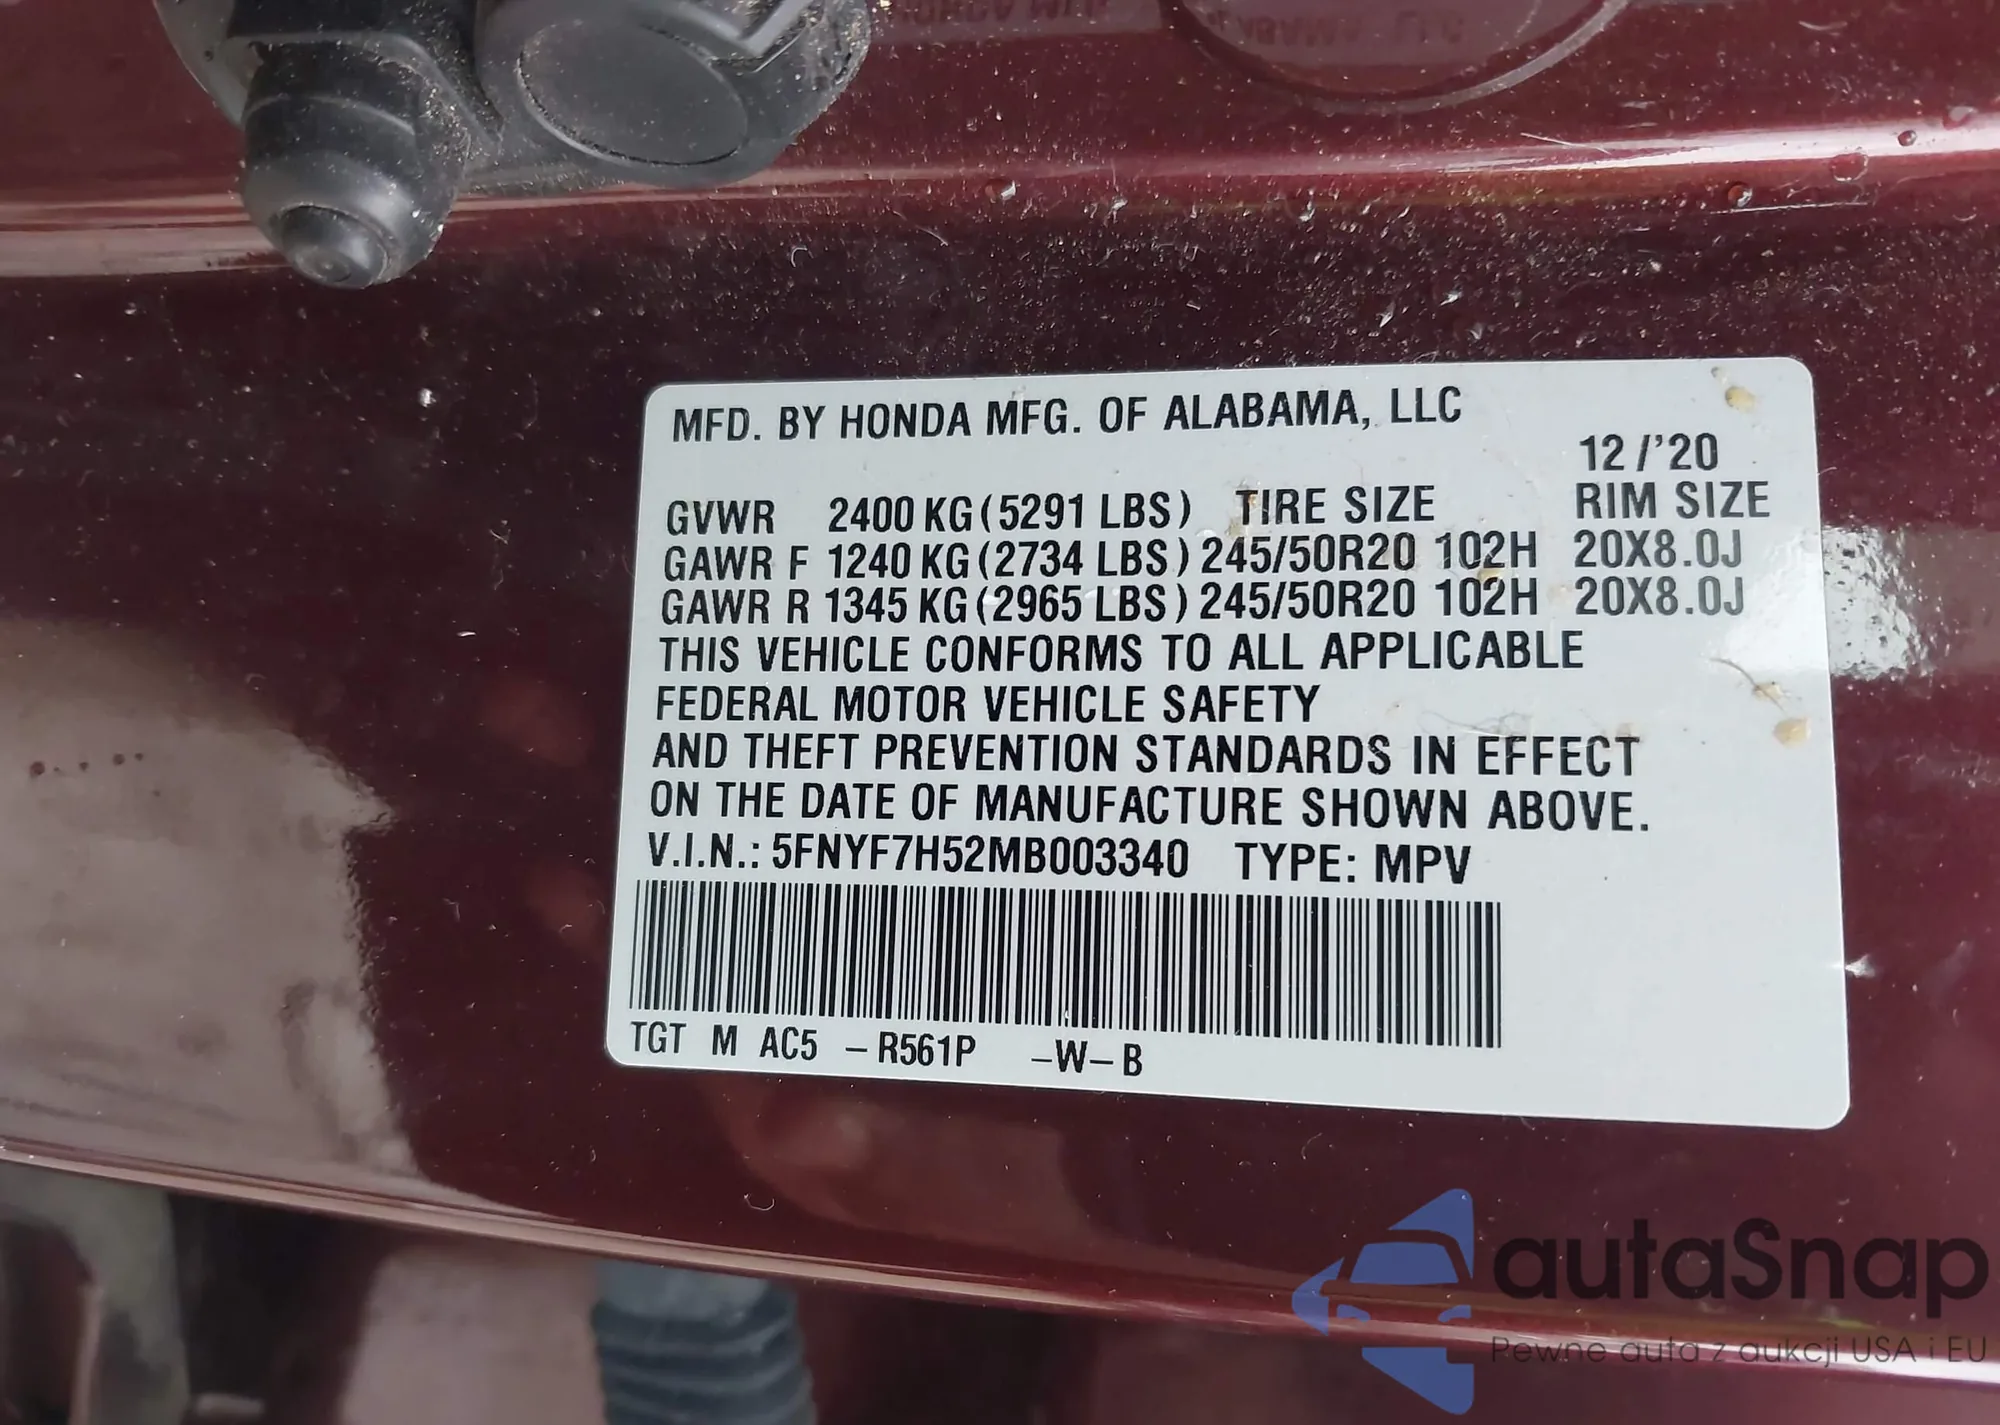 MFD. BY HONDA MFG. OF ALABAMA, LLC
12/'20
GVWR 2400 KG (5291 LBS) TIRE SIZE RIM SIZE
GAWR F 1240 KG (2734 LBS) 245/50R20 102H 20X8.0J
GAWR R 1345 KG (2965 LBS) 245/50R20 102H 20X8.0J
THIS VEHICLE CONFORMS TO ALL APPLICABLE
FEDERAL MOTOR VEHICLE SAFETY
AND THEFT PREVENTION STANDARDS IN EFFECT
ON THE DATE OF MANUFACTURE SHOWN ABOVE.
V.I.N.: 5FNYF7H52MB003340 TYPE: MPV
TGT M AC5 -R561P -W-B
autaSnap
Pewne auta z aukcji USA i EU